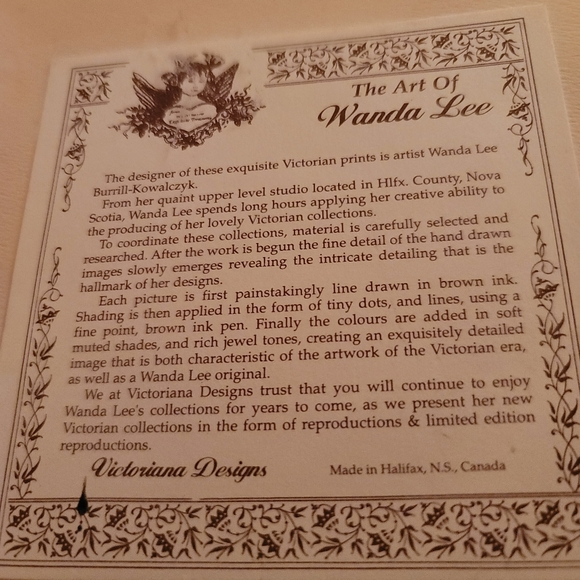 The Art Of
Wanda Lee
The designer of these exquisite Victorian prints is artist Wanda Lee
Burrill-Kowalczyk.
From her quaint upper level studio located in Hlfx. County, Nova
Scotia, Wanda Lee spends long hours applying her creative ability to
the producing of her lovely Victorian collections.
To coordinate these collections, material is carefully selected and
researched. After the work is begun the fine detail of the hand drawn
images slowly emerges revealing the intricate detailing that is the
hallmark of her designs.
Each picture is first painstakingly line drawn in brown ink.
Shading is then applied in the form of tiny dots, and lines, using a
fine point, brown ink pen. Finally the colours are added in soft
muted shades, and rich jewel tones, creating an exquisitely detailed
image that is both characteristic of the artwork of the Victorian era,
as well as a Wanda Lee original.
We at Victoriana Designs trust that you will continue to enjoy
Wanda Lee's collections for years to come, as we present her new
Victorian collections in the form of reproductions & limited edition
reproductions.
Victoriana Designs
Made in Halifax, N.S., Canada